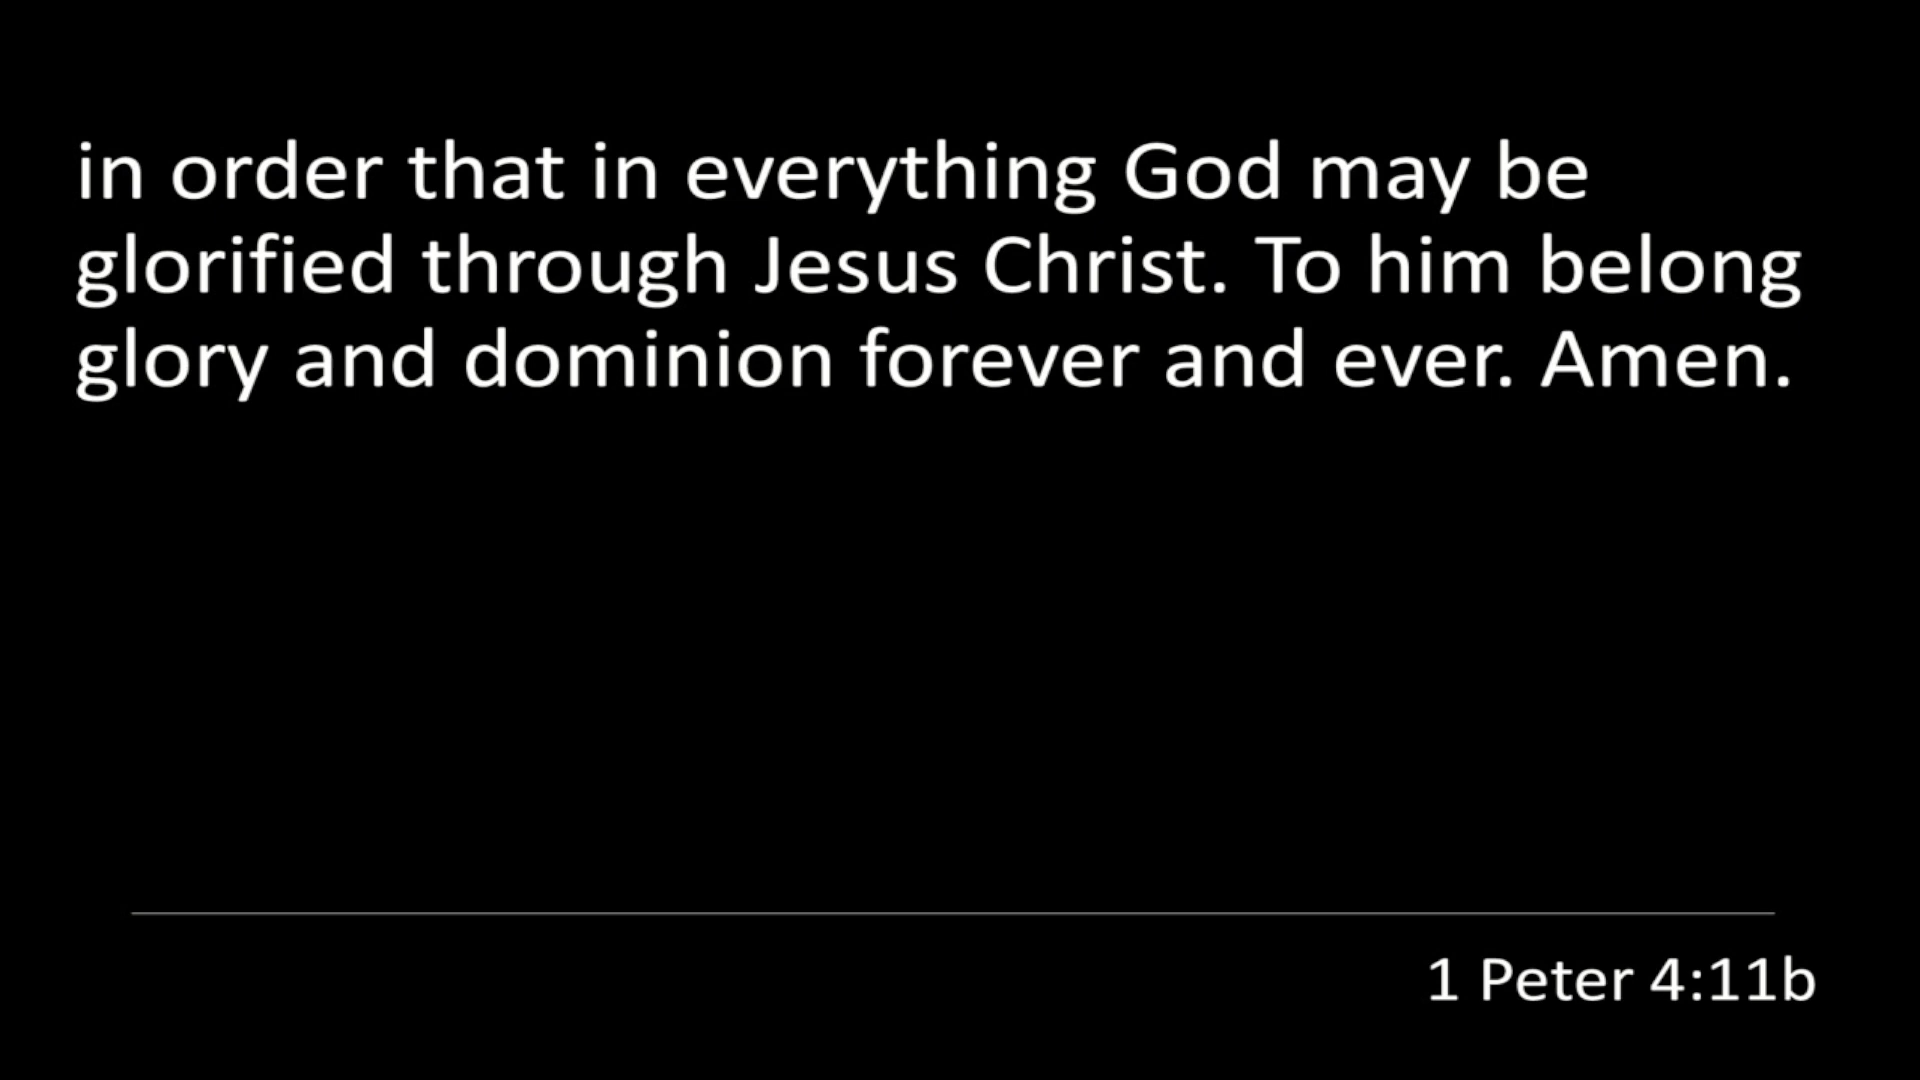 in order that in everything God may be
glorified through Jesus Christ. To him belong
glory and dominion forever and ever. Amen.
1 Peter 4:11b